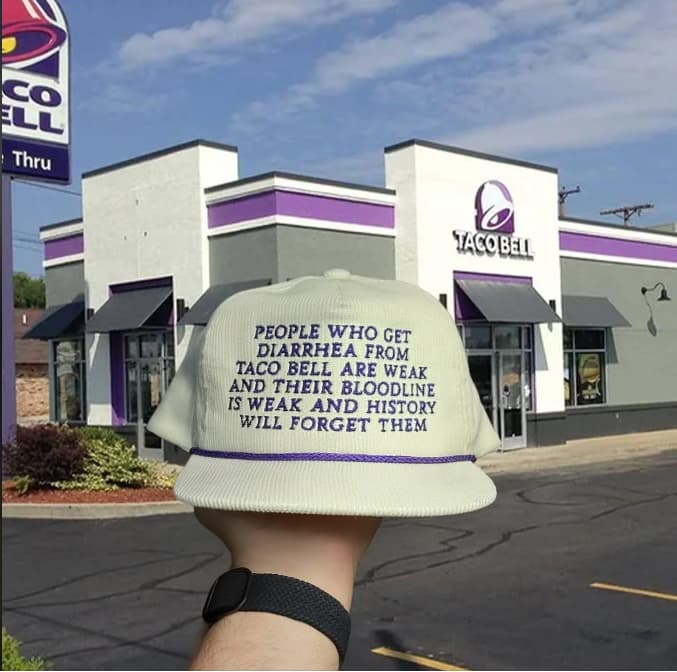 CO
ELL
Thru
TACO BELL
PEOPLE WHO GET
DIARRHEA FROM
TACO BELL ARE WEAK
AND THEIR BLOODLINE
IS WEAK AND HISTORY
WILL FORGET THEM